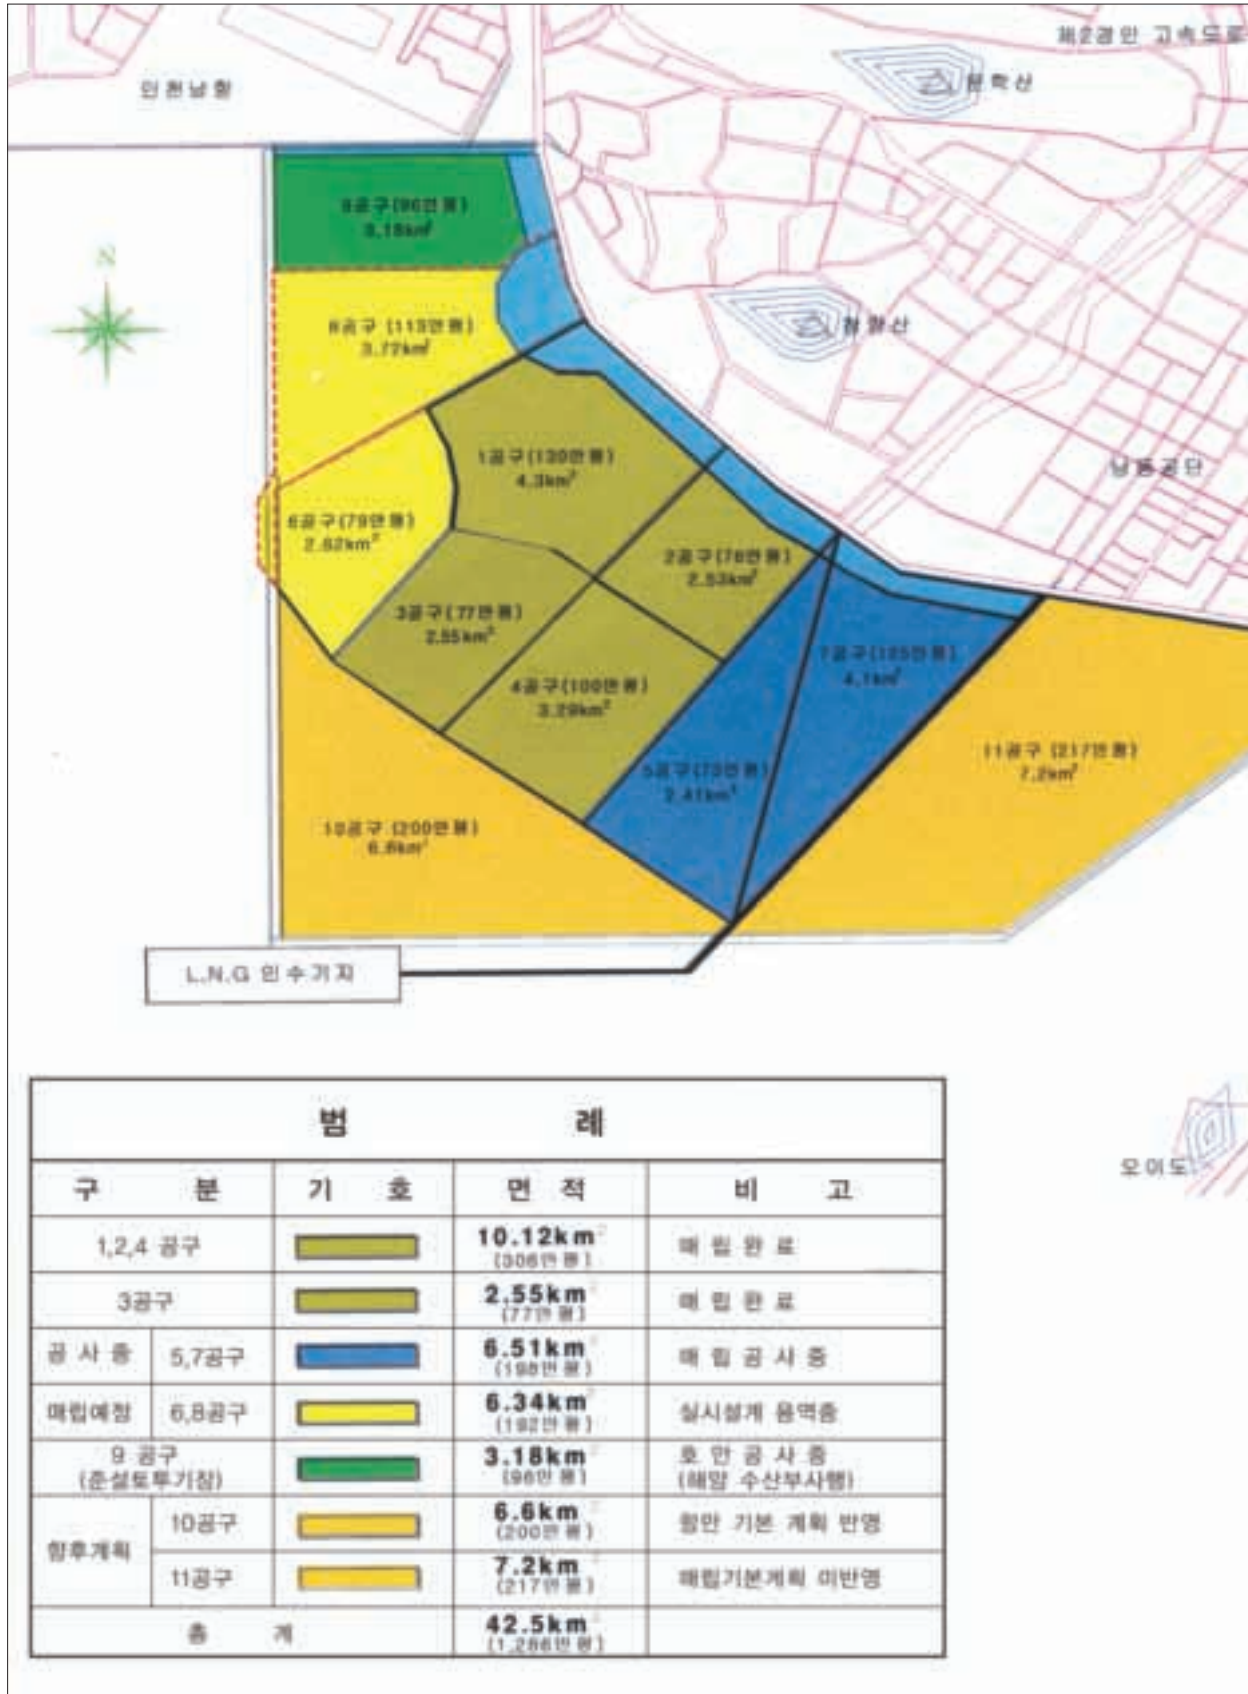 제2경인 고속도로
인천남항
문학산
N
9공구(96만평)
3.18km²
8공구 (113만평)
3.72km²
청량산
1공구(130만평)
4.3km²
남동공단
6공구(79만평)
2.62km²
2공구(76만평)
2.53km²
3공구(77만평)
2.55km²
7공구(125만평)
4.1km²
4공구(100만평)
3.29km²
11공구 (217만평)
7.2km²
5공구(73만평)
2.41km²
10공구 (200만평)
6.6km²
L.N.G 인수기지
오이도
범 례
구 분 기 호 면 적 비 고
1,2,4 공구 10.12km² 매 립 완 료
(306만 평)
3공구 2.55km² 매 립 완 료
(77만 평)
공 사 중 5,7공구 6.51km² 매 립 공 사 중
(198만 평)
매립예정 6,8공구 6.34km² 실시설계 용역중
(192만 평)
9 공구 3.18km² 호 안 공 사 중
(준설토투기장) (96만 평) (해양 수산부시행)
향후계획 10공구 6.6km² 항만 기본 계획 반영
(200만 평)
11공구 7.2km² 매립기본계획 미반영
(217만 평)
총 계 42.5km²
(1,286만 평)